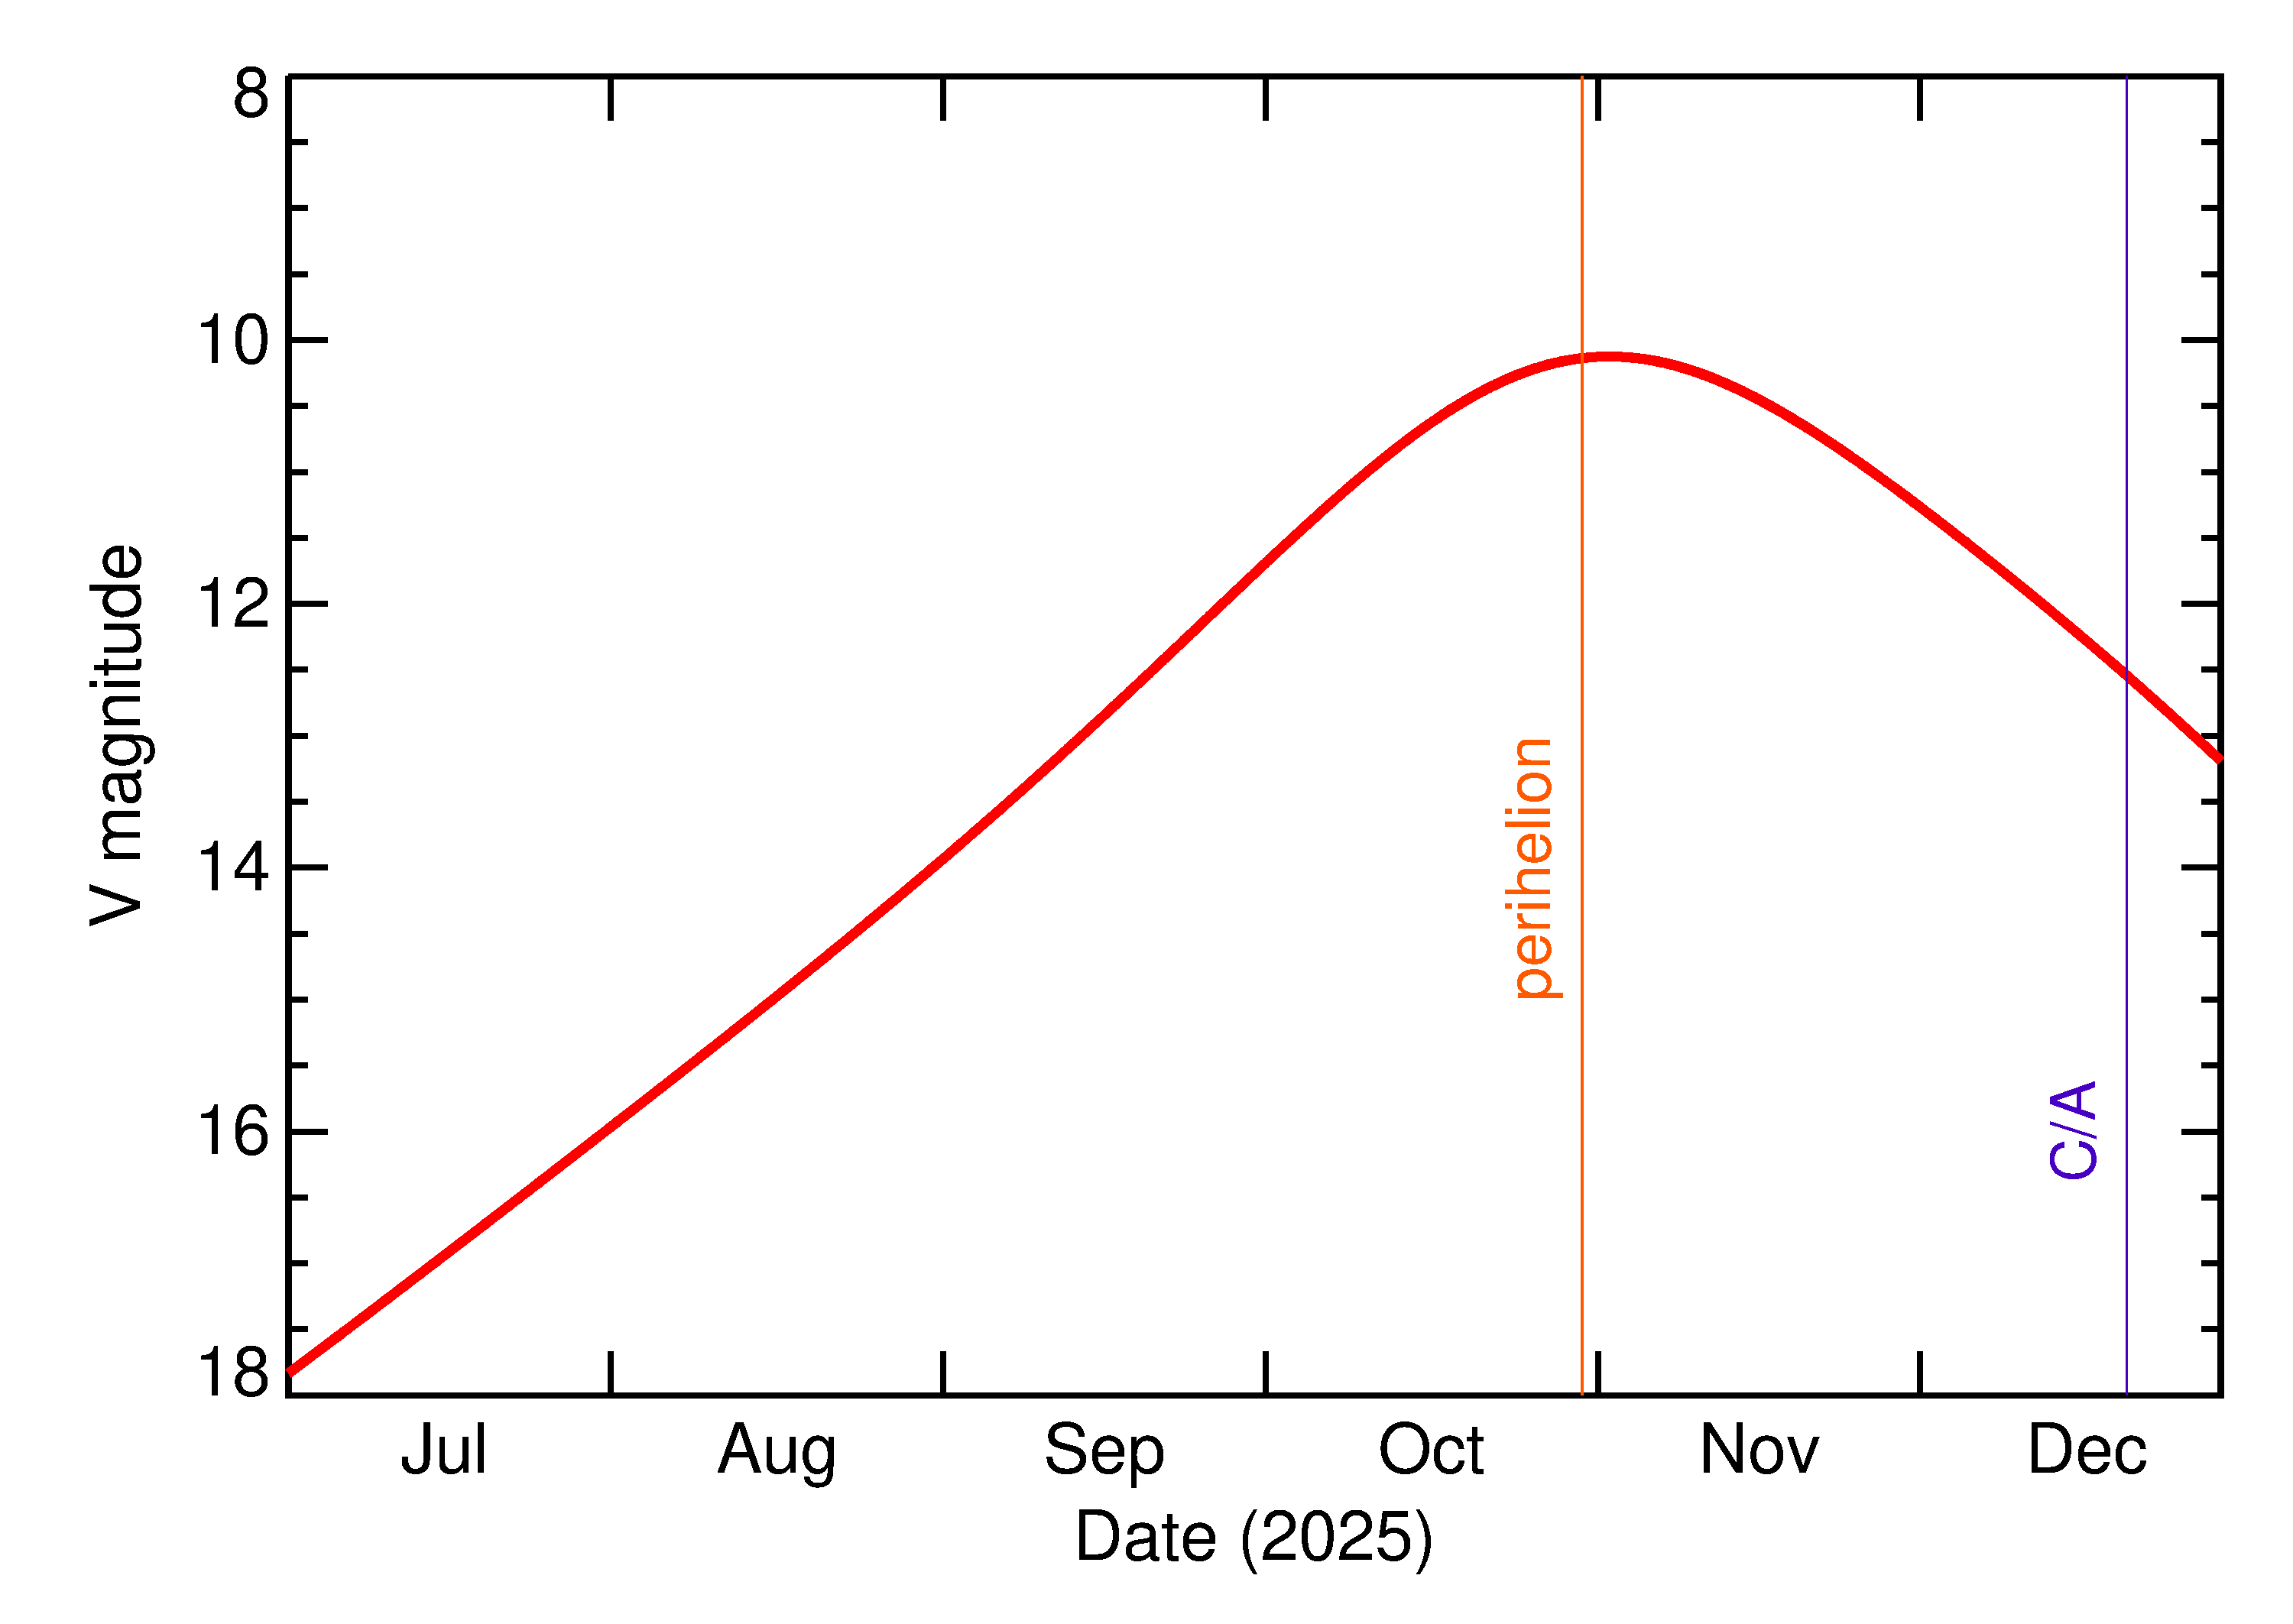 8
10
12
14
16
18
V magnitude
perihelion
C/A
Jul Aug Sep Oct Nov Dec
Date (2025)